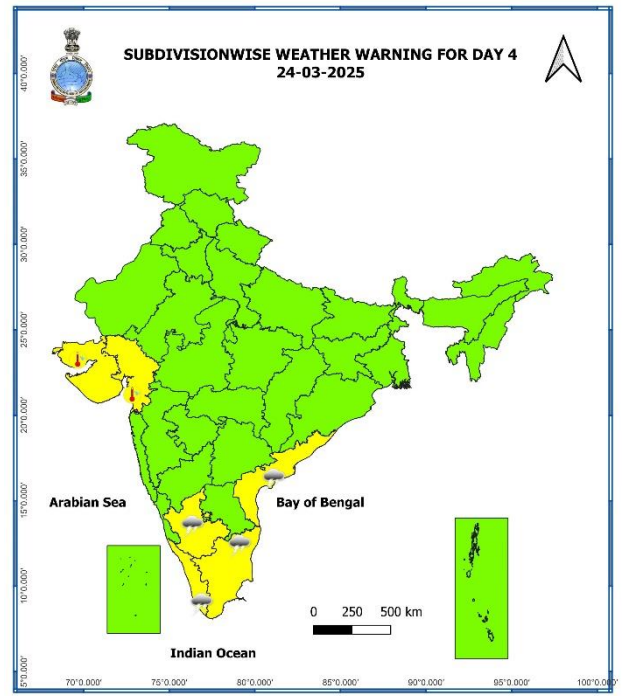 SUBDIVISIONWISE WEATHER WARNING FOR DAY 4
24-03-2025
40°0.000'
35°0.000'
30°0.000'
25°0.000'
20°0.000'
15°0.000'
10°0.000'
5°0.000'
Arabian Sea
Bay of Bengal
0 250 500 km
Indian Ocean
70°0.000' 75°0.000' 80°0.000' 85°0.000' 90°0.000' 95°0.000' 100°0.000'